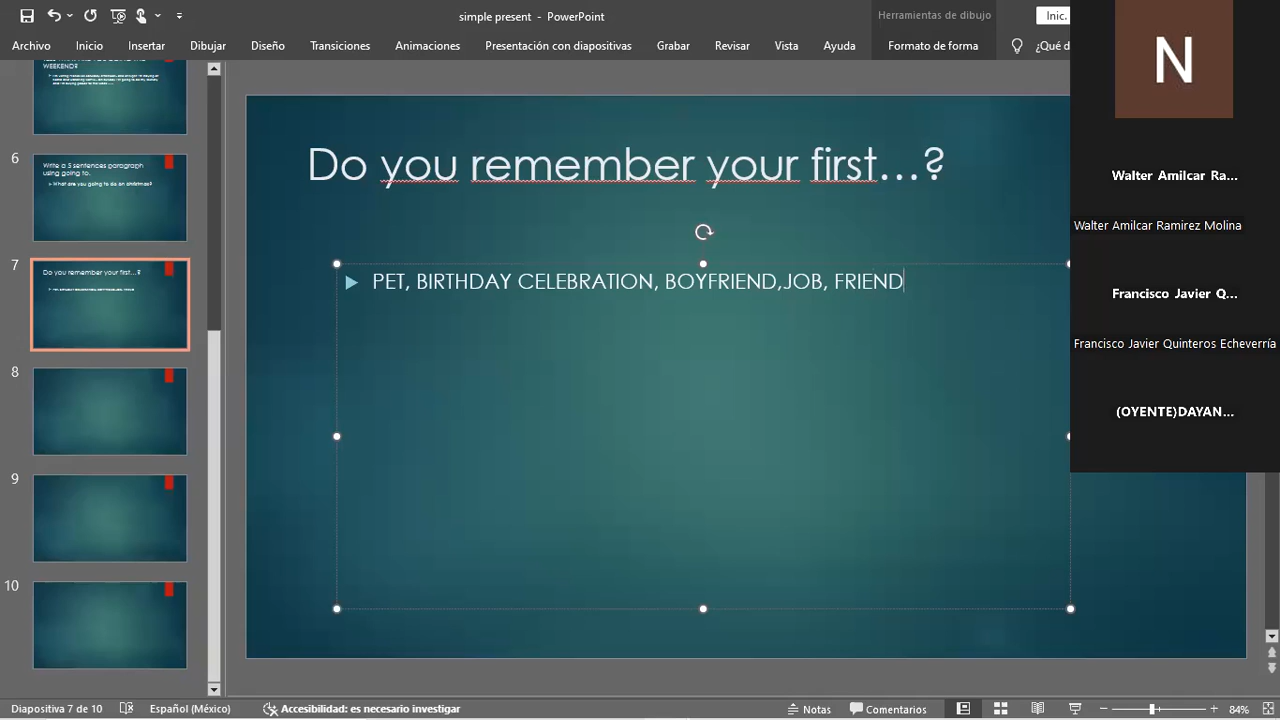 simple present - PowerPoint
Herramientas de dibujo
Inic.
Archivo
Inicio
Insertar
Dibujar
Diseño
Transiciones
Animaciones
Presentación con diapositivas
Grabar
Revisar
Vista
Ayuda
Formato de forma
¿Qué d
N
Walter Amilcar Ra...
Walter Amilcar Ramirez Molina
Francisco Javier Q...
Francisco Javier Quinteros Echeverría
(OYENTE)DAYAN...
WEEKEND?
6
Write a 5 sentences paragraph
using going to.
What are you going to do on christmas?
7
Do you remember your first...?
8
9
10
Do you remember your first...?
PET, BIRTHDAY CELEBRATION, BOYFRIEND,JOB, FRIEND
Diapositiva 7 de 10
Español (México)
Accesibilidad: es necesario investigar
Notas
Comentarios
84%